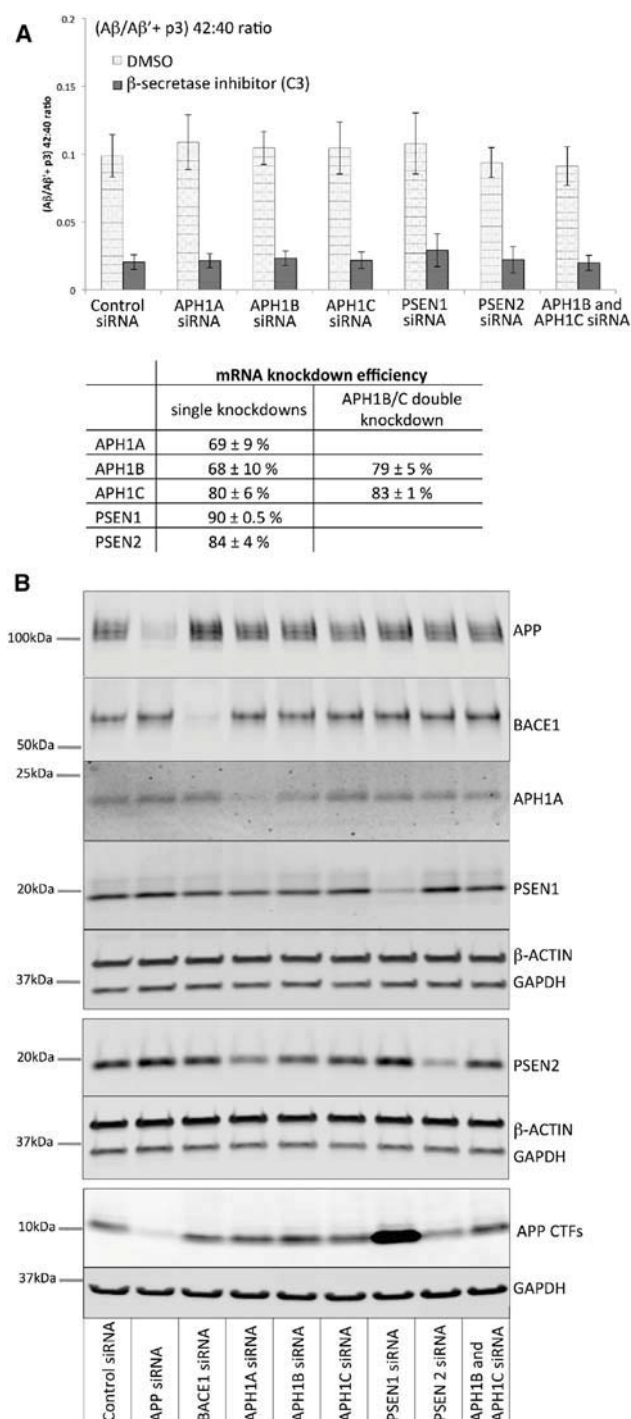 A
(Aβ/Aβ'+ p3) 42:40 ratio
DMSO
β-secretase inhibitor (C3)
(Aβ/Aβ'+ p3) 42:40 ratio
0.2
0.15
0.1
0.05
0
Control siRNA
APH1A siRNA
APH1B siRNA
APH1C siRNA
PSEN1 siRNA
PSEN2 siRNA
APH1B and APH1C siRNA
mRNA knockdown efficiency
single knockdowns
APH1B/C double knockdown
APH1A 69 ± 9 %
APH1B 68 ± 10 % 79 ± 5 %
APH1C 80 ± 6 % 83 ± 1 %
PSEN1 90 ± 0.5 %
PSEN2 84 ± 4 %
B
100kDa
APP
BACE1
50kDa
25kDa
APH1A
20kDa
PSEN1
β-ACTIN
37kDa
GAPDH
20kDa
PSEN2
β-ACTIN
37kDa
GAPDH
10kDa
APP CTFs
37kDa
GAPDH
Control siRNA
APP siRNA
BACE1 siRNA
APH1A siRNA
APH1B siRNA
APH1C siRNA
PSEN1 siRNA
PSEN 2 siRNA
APH1B and
APH1C siRNA